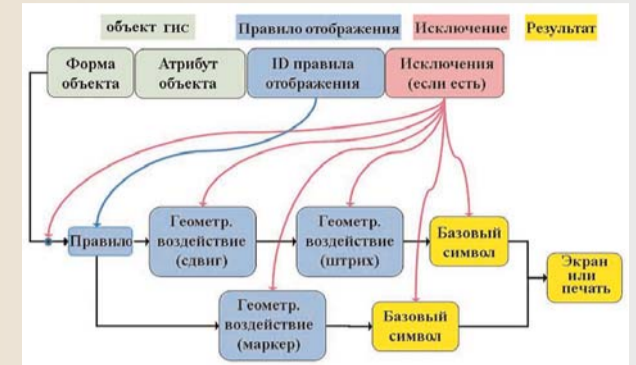 объект гис
Правило отображения
Исключение
Результат
Форма
объекта
Атрибут
объекта
ID правила
отображения
Исключения
(если есть)
Правило
Геометр.
воздействие
(сдвиг)
Геометр.
воздействие
(штрих)
Базовый
символ
Экран
или
печать
Геометр.
воздействие
(маркер)
Базовый
символ